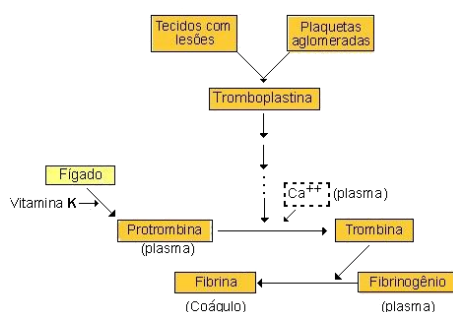 Tecidos com
lesões
Plaquetas
aglomeradas
Tromboplastina
Fígado
Vitamina K
Ca++ (plasma)
Protrombina
(plasma)
Trombina
Fibrina
(Coágulo)
Fibrinogênio
(plasma)